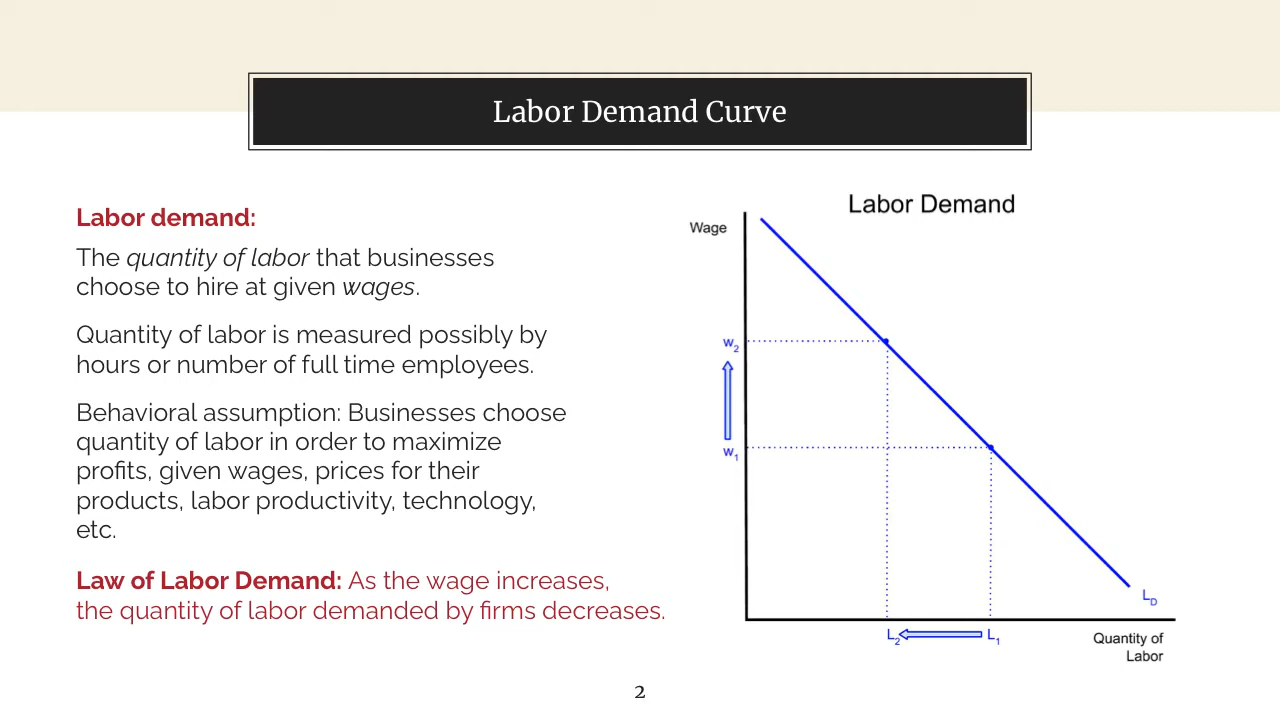 Labor Demand Curve
Labor demand:
The quantity of labor that businesses
choose to hire at given wages.
Quantity of labor is measured possibly by
hours or number of full time employees.
Behavioral assumption: Businesses choose
quantity of labor in order to maximize
profits, given wages, prices for their
products, labor productivity, technology,
etc.
Law of Labor Demand: As the wage increases,
the quantity of labor demanded by firms decreases.
Labor Demand
Wage
w₂
w₁
L_D
L₂
L₁
Quantity of
Labor
2